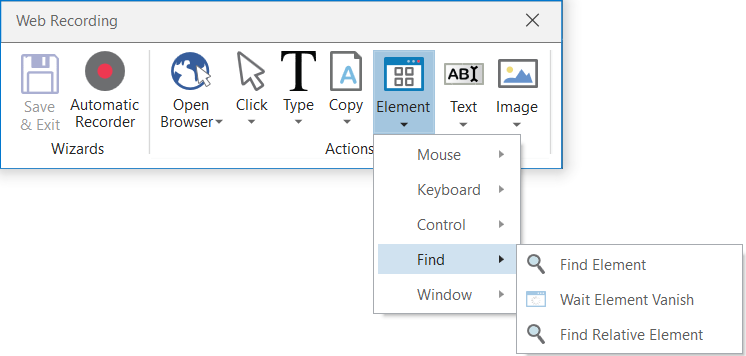 Web Recording
Save
& Exit
Automatic
Recorder
Wizards
Open
Browser
Click
Type
Copy
Element
Text
Image
Actions
Mouse
Keyboard
Control
Find
Window
Find Element
Wait Element Vanish
Find Relative Element